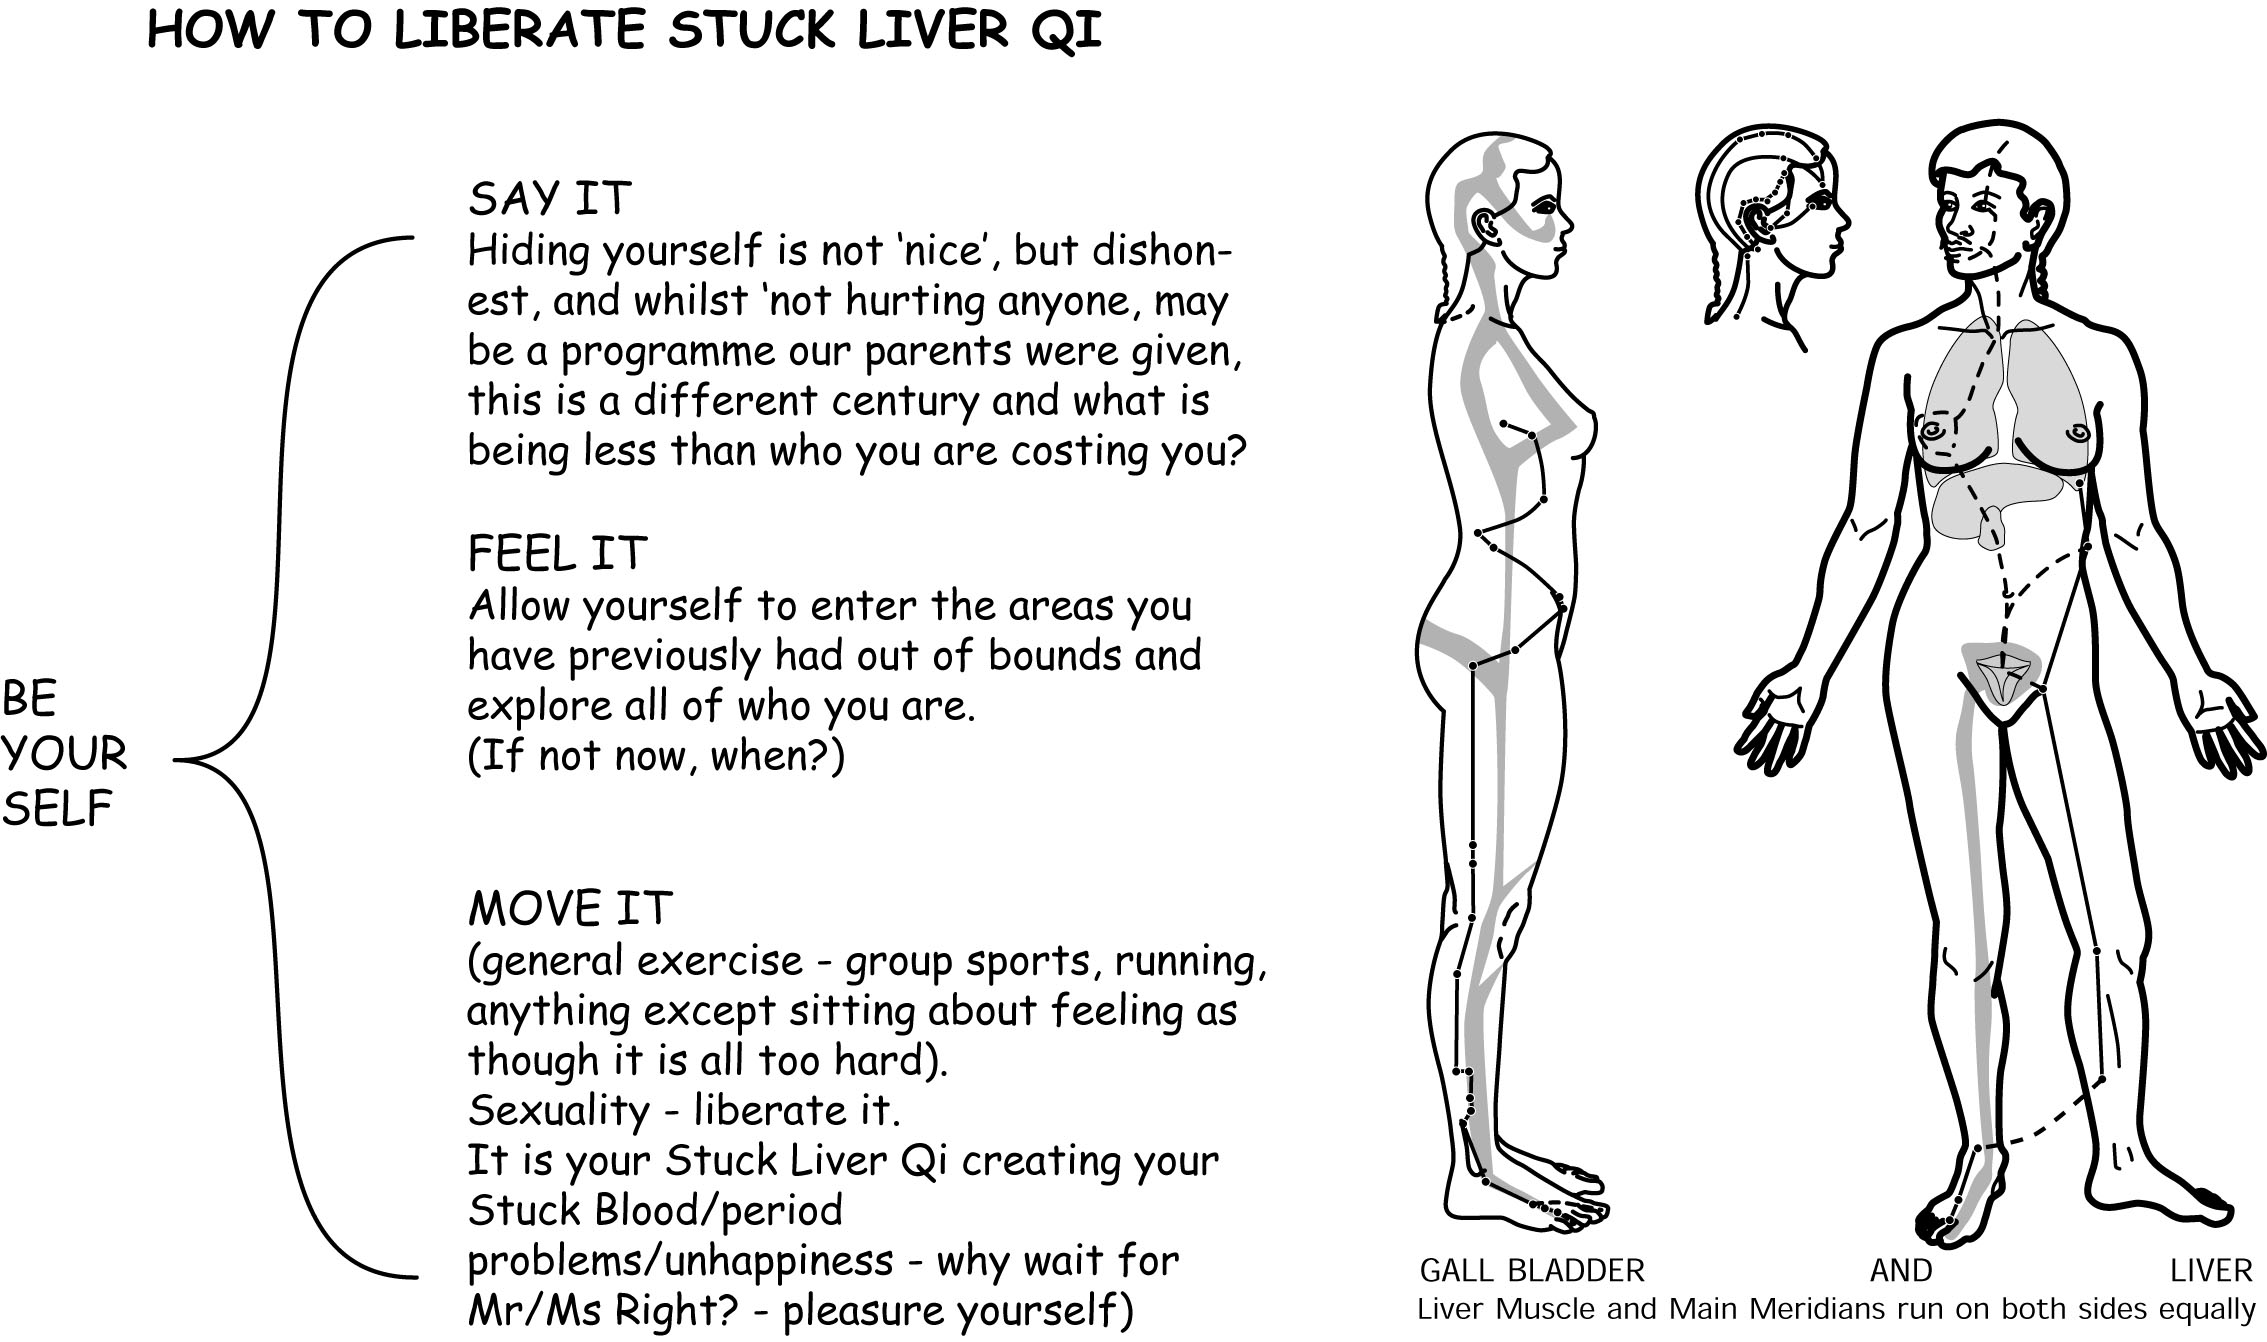 HOW TO LIBERATE STUCK LIVER QI
SAY IT
Hiding yourself is not ‘nice’, but dishon-
est, and whilst ‘not hurting anyone, may
be a programme our parents were given,
this is a different century and what is
being less than who you are costing you?
FEEL IT
Allow yourself to enter the areas you
have previously had out of bounds and
explore all of who you are.
(If not now, when?)
BE
YOUR
SELF
MOVE IT
(general exercise - group sports, running,
anything except sitting about feeling as
though it is all too hard).
Sexuality - liberate it.
It is your Stuck Liver Qi creating your
Stuck Blood/period
problems/unhappiness - why wait for
Mr/Ms Right? - pleasure yourself)
GALL BLADDER AND LIVER
Liver Muscle and Main Meridians run on both sides equally